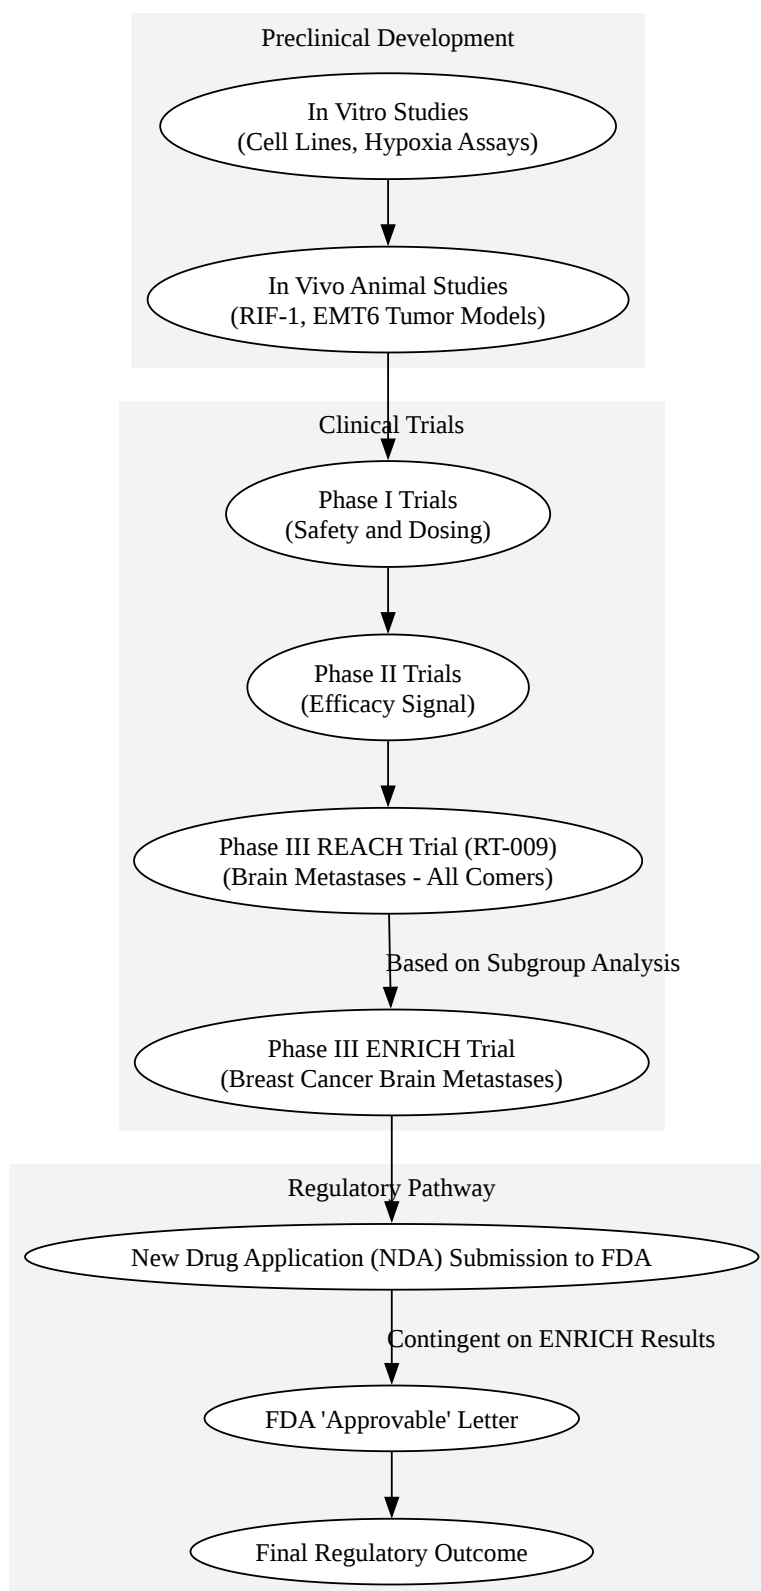 Preclinical Development
In Vitro Studies
(Cell Lines, Hypoxia Assays)
In Vivo Animal Studies
(RIF-1, EMT6 Tumor Models)
Clinical Trials
Phase I Trials
(Safety and Dosing)
Phase II Trials
(Efficacy Signal)
Phase III REACH Trial (RT-009)
(Brain Metastases - All Comers)
Based on Subgroup Analysis
Phase III ENRICH Trial
(Breast Cancer Brain Metastases)
Regulatory Pathway
New Drug Application (NDA) Submission to FDA
Contingent on ENRICH Results
FDA 'Approvable' Letter
Final Regulatory Outcome